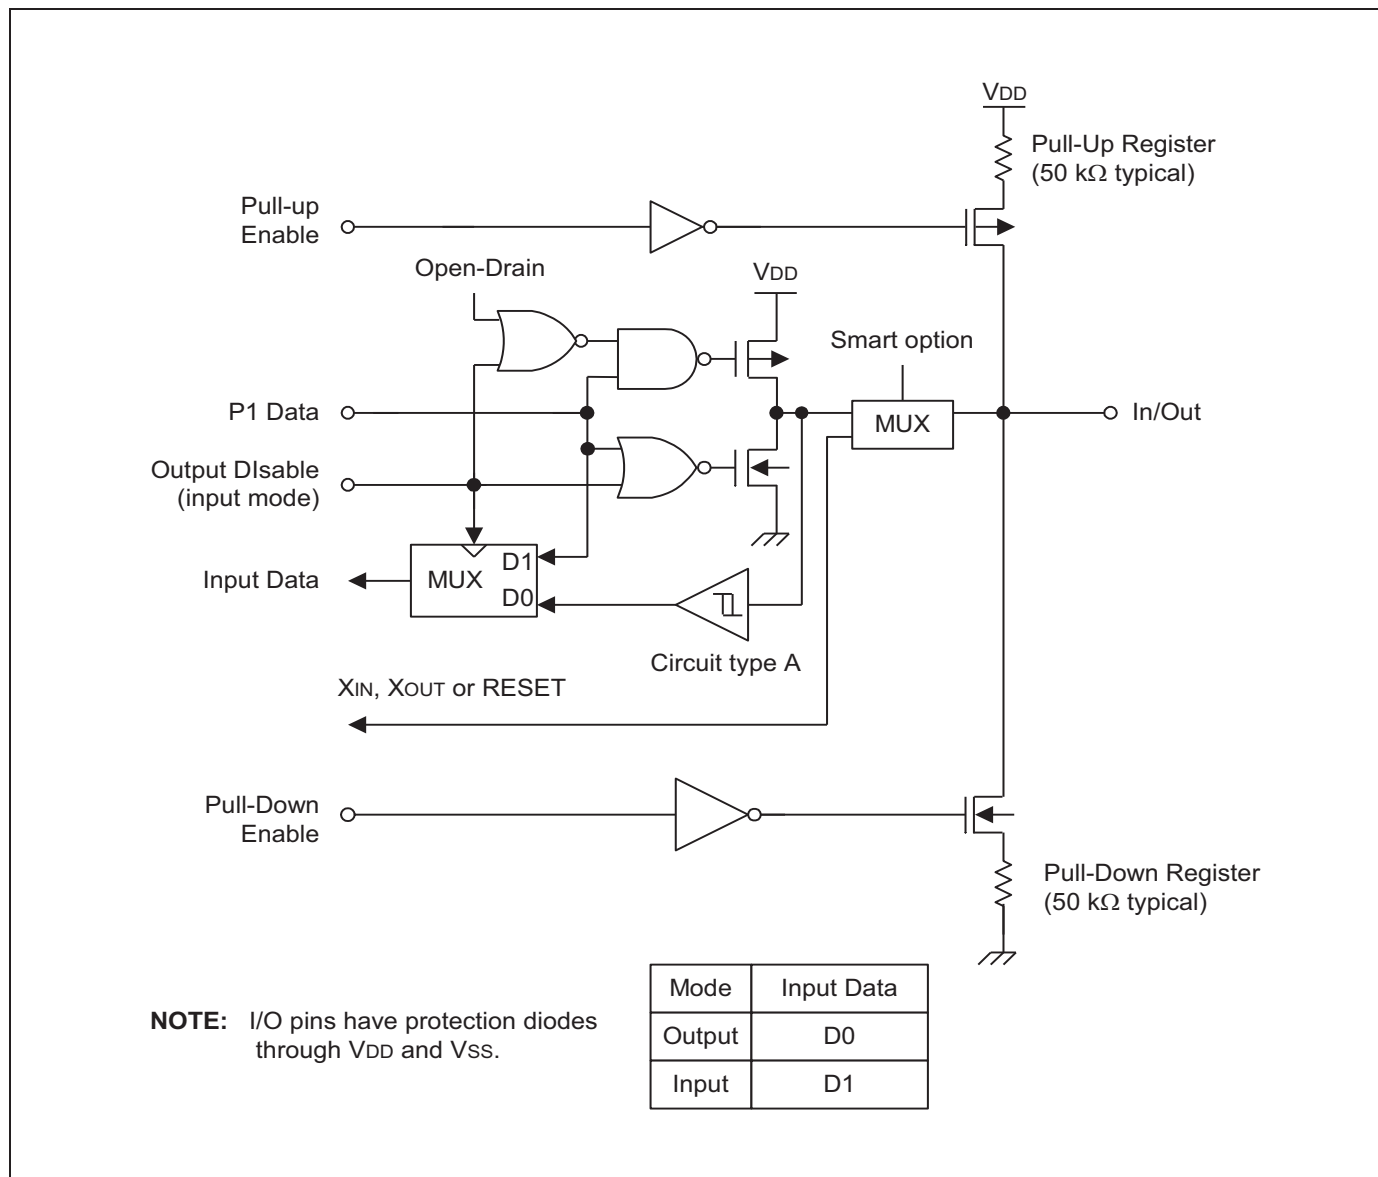 VDD
Pull-Up Register
(50 kΩ typical)
Pull-up
Enable
Open-Drain
VDD
Smart option
P1 Data
MUX
In/Out
Output DIsable
(input mode)
D1
MUX
Input Data
D0
Circuit type A
XIN, XOUT or RESET
Pull-Down
Enable
Pull-Down Register
(50 kΩ typical)
Mode Input Data
Output D0
Input D1
NOTE: I/O pins have protection diodes
through VDD and VSS.